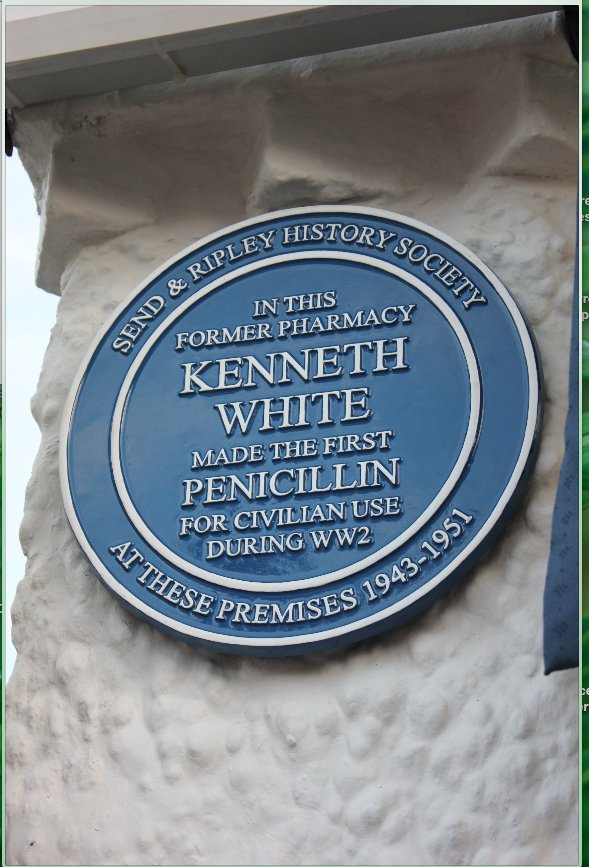 SEND & RIPLEY HISTORY SOCIETY
IN THIS
FORMER PHARMACY
KENNETH
WHITE
MADE THE FIRST
PENICILLIN
FOR CIVILIAN USE
DURING WW2
AT THESE PREMISES 1943-1951